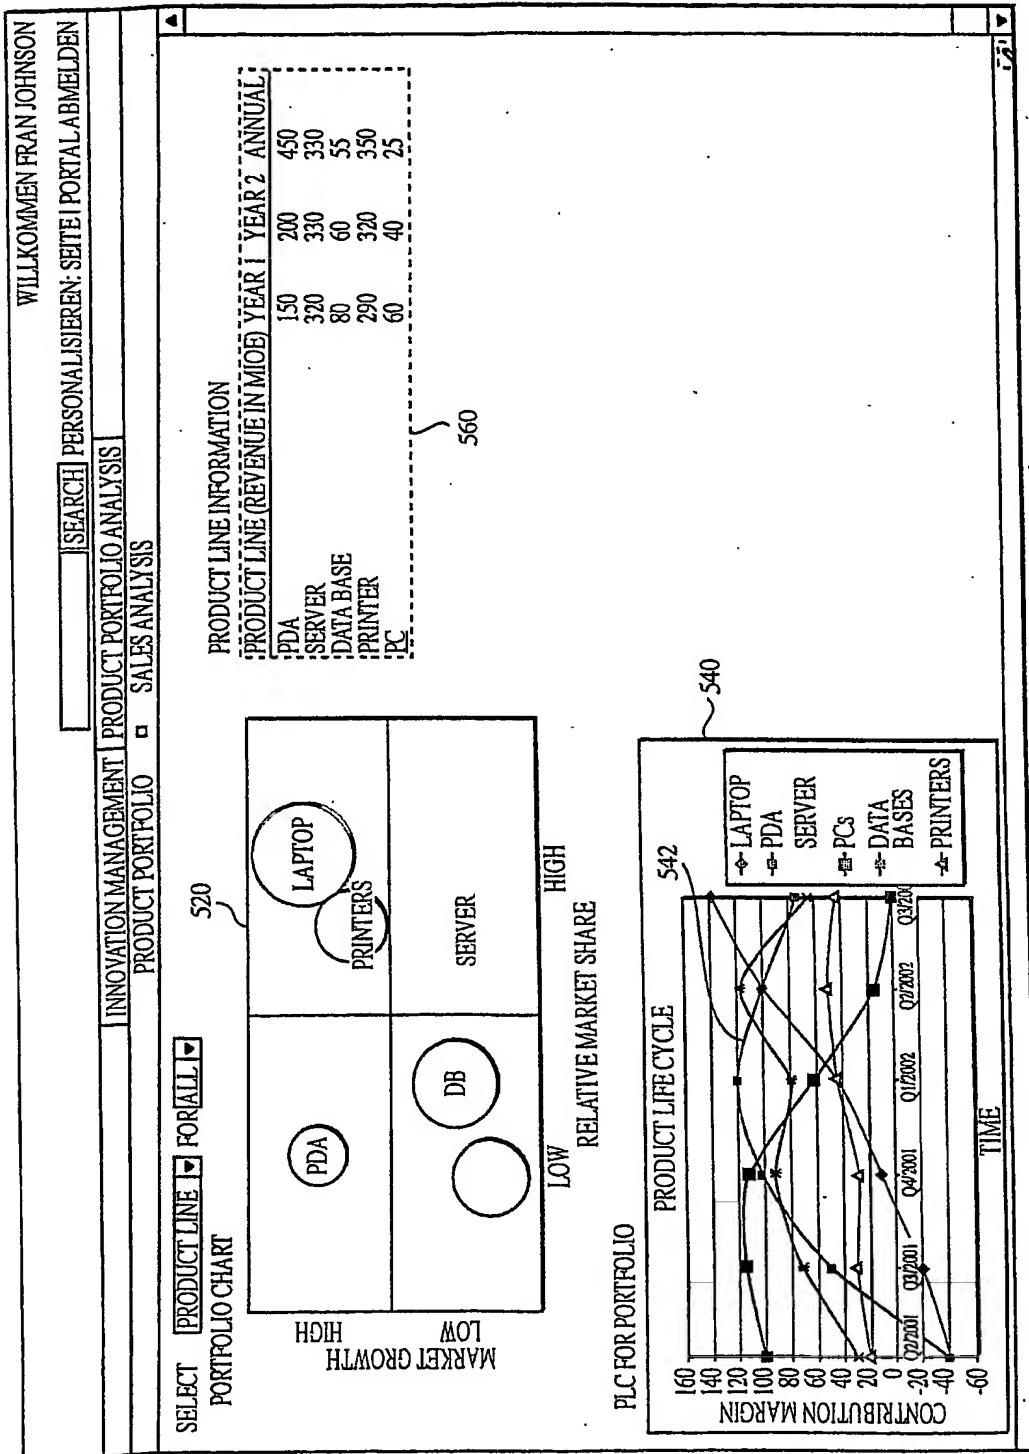 WILLKOMMEN FRAN JOHNSON
SEARCH PERSONALISIEREN: SEITE | PORTAL ABMELDEN
INNOVATION MANAGEMENT PRODUCT PORTFOLIO ANALYSIS
PRODUCT PORTFOLIO SALES ANALYSIS
SELECT PRODUCT LINE FOR ALL
PORTFOLIO CHART
520
MARKET GROWTH
HIGH
LOW
PDA
LAPTOP
PRINTERS
DB
SERVER
LOW
HIGH
RELATIVE MARKET SHARE
PRODUCT LINE INFORMATION
PRODUCT LINE (REVENUE IN MIOB) YEAR 1 YEAR 2 ANNUAL
PDA 150 200 450
SERVER 320 330 330
DATA BASE 80 60 55
PRINTER 290 320 350
PC 60 40 25
560
PLC FOR PORTFOLIO
540
PRODUCT LIFE CYCLE
542
CONTRIBUTION MARGIN
160
140
120
100
80
60
40
20
0
-20
-40
-60
Q2/2001 Q3/2001 Q4/2001 Q1/2002 Q2/2002 Q3/200
TIME
LAPTOP
PDA
SERVER
PCs
DATA
BASES
PRINTERS